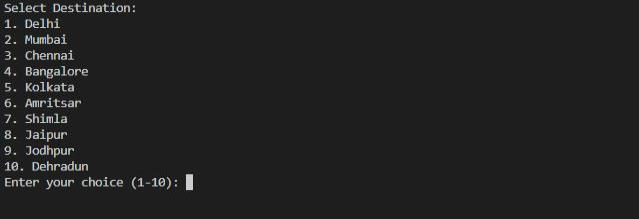 Select Destination:
1. Delhi
2. Mumbai
3. Chennai
4. Bangalore
5. Kolkata
6. Amritsar
7. Shimla
8. Jaipur
9. Jodhpur
10. Dehradun
Enter your choice (1-10):